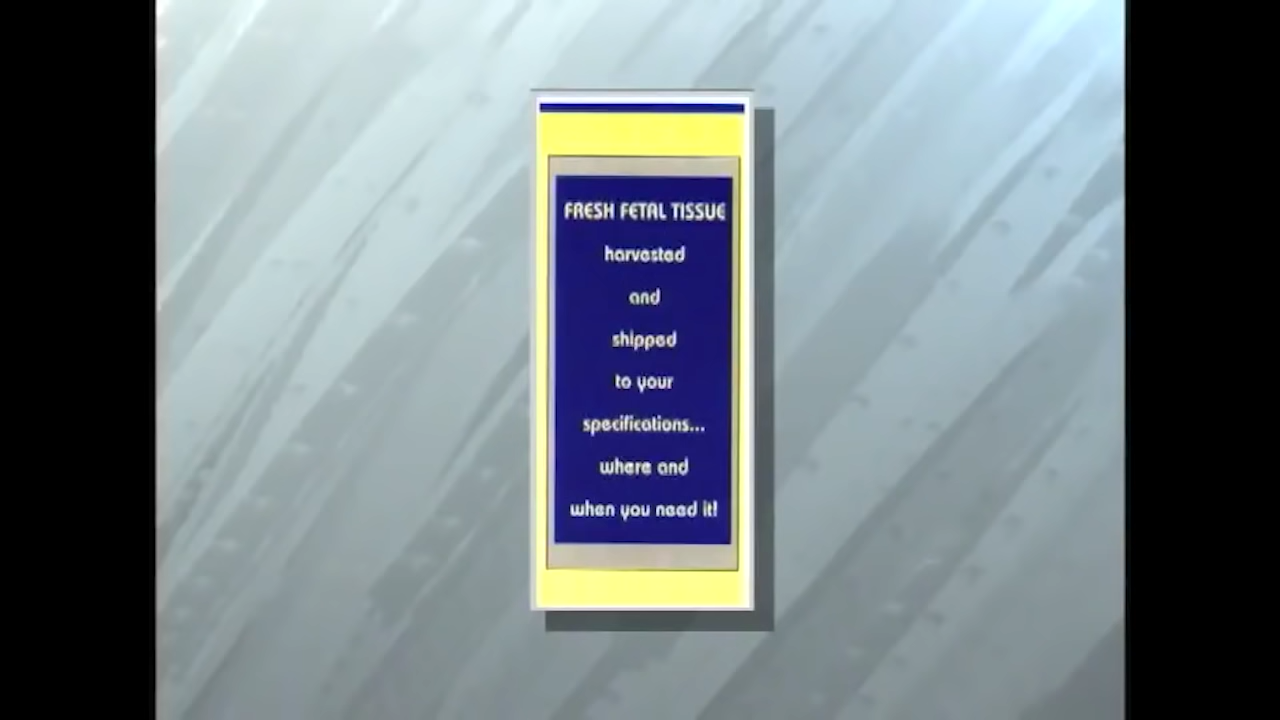 FRESH FETAL TISSUE
harvested
and
shipped
to your
specifications...
where and
when you need it!